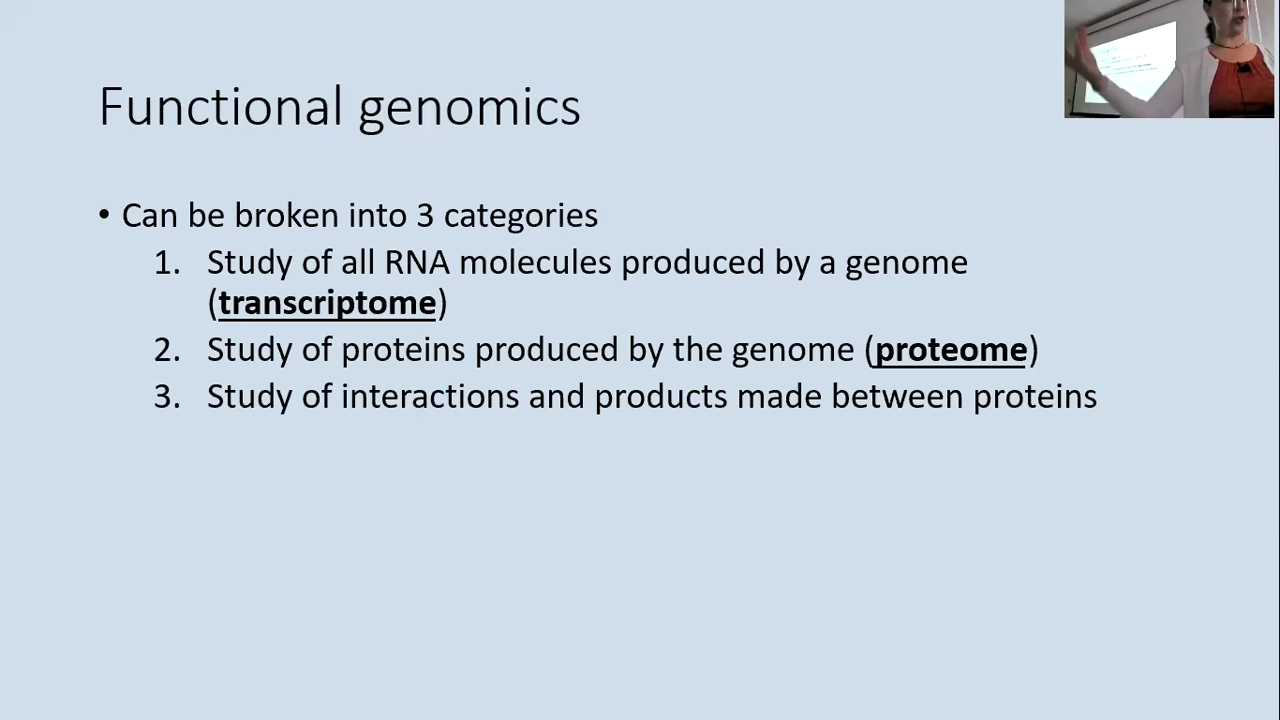 Functional genomics
• Can be broken into 3 categories
1. Study of all RNA molecules produced by a genome
(transcriptome)
2. Study of proteins produced by the genome (proteome)
3. Study of interactions and products made between proteins